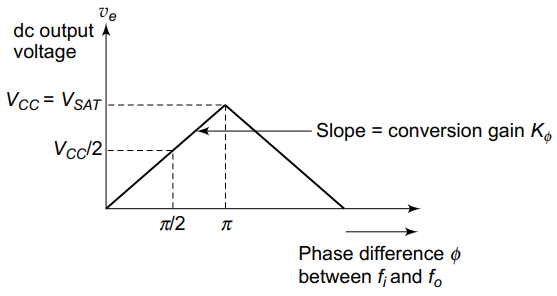 v_e
dc output
voltage
V_CC = V_SAT
Slope = conversion gain K_ϕ
V_CC/2
π/2
π
Phase difference ϕ
between f_i and f_o